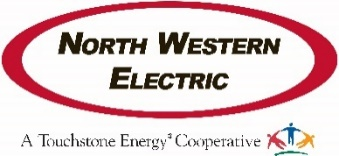 NORTH WESTERN
ELECTRIC
A Touchstone Energy® Cooperative